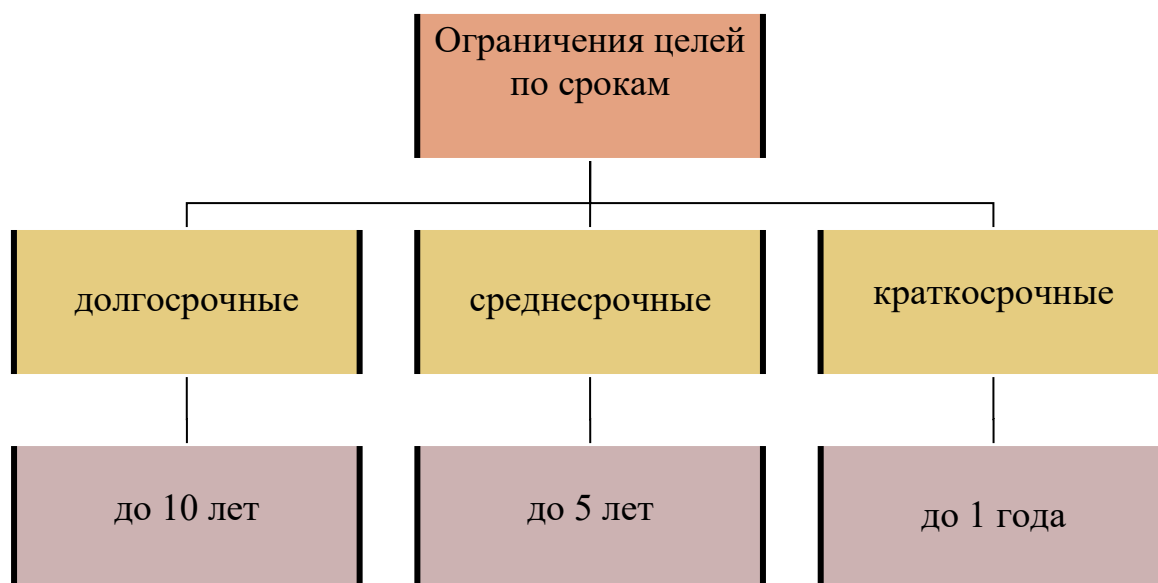 Ограничения целей
по срокам
долгосрочные
среднесрочные
краткосрочные
до 10 лет
до 5 лет
до 1 года